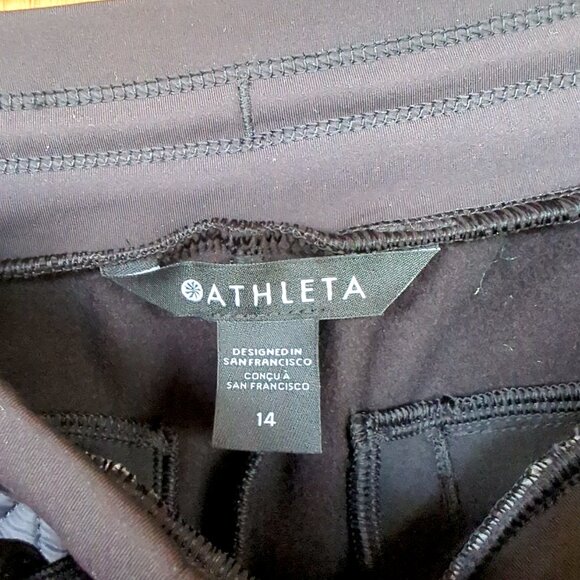 ATHLETA
DESIGNED IN
SAN FRANCISCO
CONÇU À
SAN FRANCISCO
14